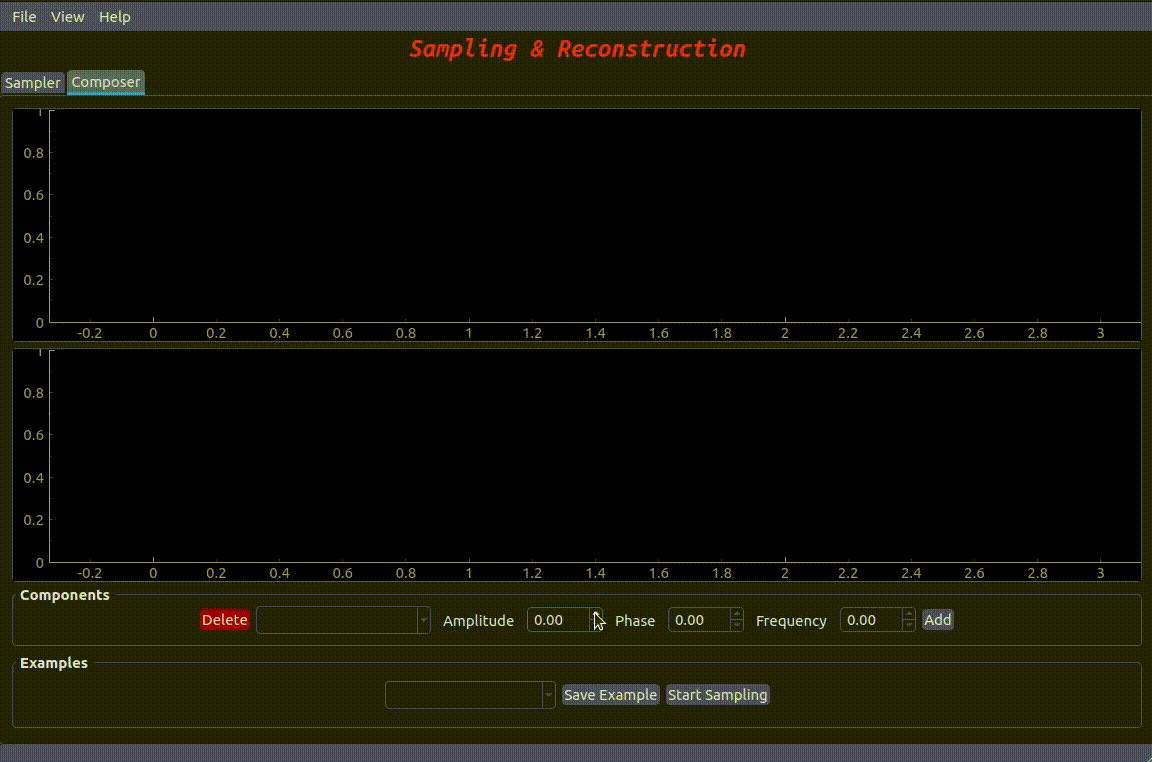 File View Help
Sampling & Reconstruction
Sampler Composer
1
0.8
0.6
0.4
0.2
0
-0.2 0 0.2 0.4 0.6 0.8 1 1.2 1.4 1.6 1.8 2 2.2 2.4 2.6 2.8 3
1
0.8
0.6
0.4
0.2
0
-0.2 0 0.2 0.4 0.6 0.8 1 1.2 1.4 1.6 1.8 2 2.2 2.4 2.6 2.8 3
Components
Delete Amplitude 0.00 Phase 0.00 Frequency 0.00 Add
Examples
Save Example Start Sampling